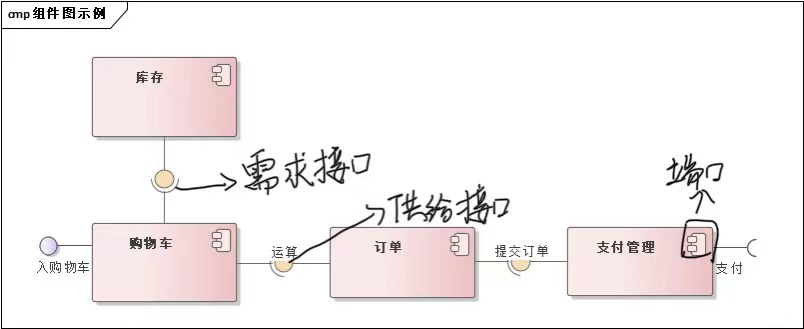 cmp 组件图示例
库存
需求接口
供给接口
端口
购物车
运算
订单
提交订单
支付管理
入购物车
支付